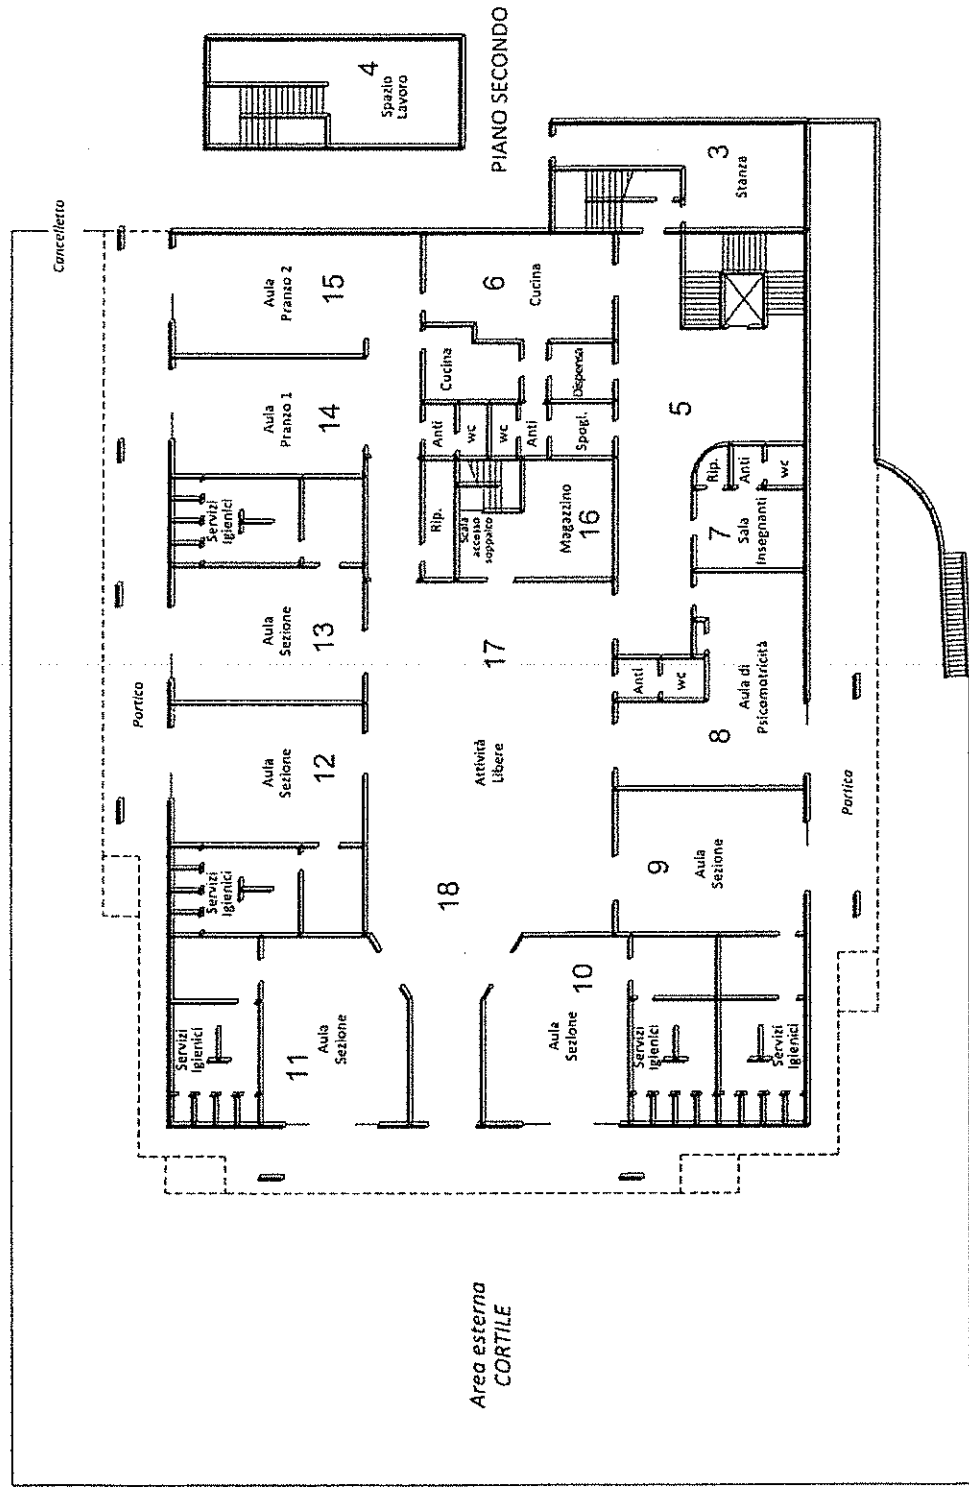 Cancelletto
Portico
Servizi
Igienici
Servizi
Igienici
Servizi
Igienici
11
Aula
Sezione
12
Aula
Sezione
13
Aula
Sezione
14
Aula
Pranzo 1
15
Aula
Pranzo 2
4
Spazio
Lavoro
PIANO SECONDO
Area esterna
CORTILE
18
Attività
Libere
17
Rip.
Scala
accesso
soppalco
Magazzino
16
Anti
wc
wc
Anti
Spogl.
Cucina
Dispensa
6
Cucina
10
Aula
Sezione
Servizi
Igienici
Servizi
Igienici
9
Aula
Sezione
Anti
wc
8
Aula di
Psicomotricità
7
Sala
Insegnanti
Rip.
Anti
wc
5
3
Stanza
Portico